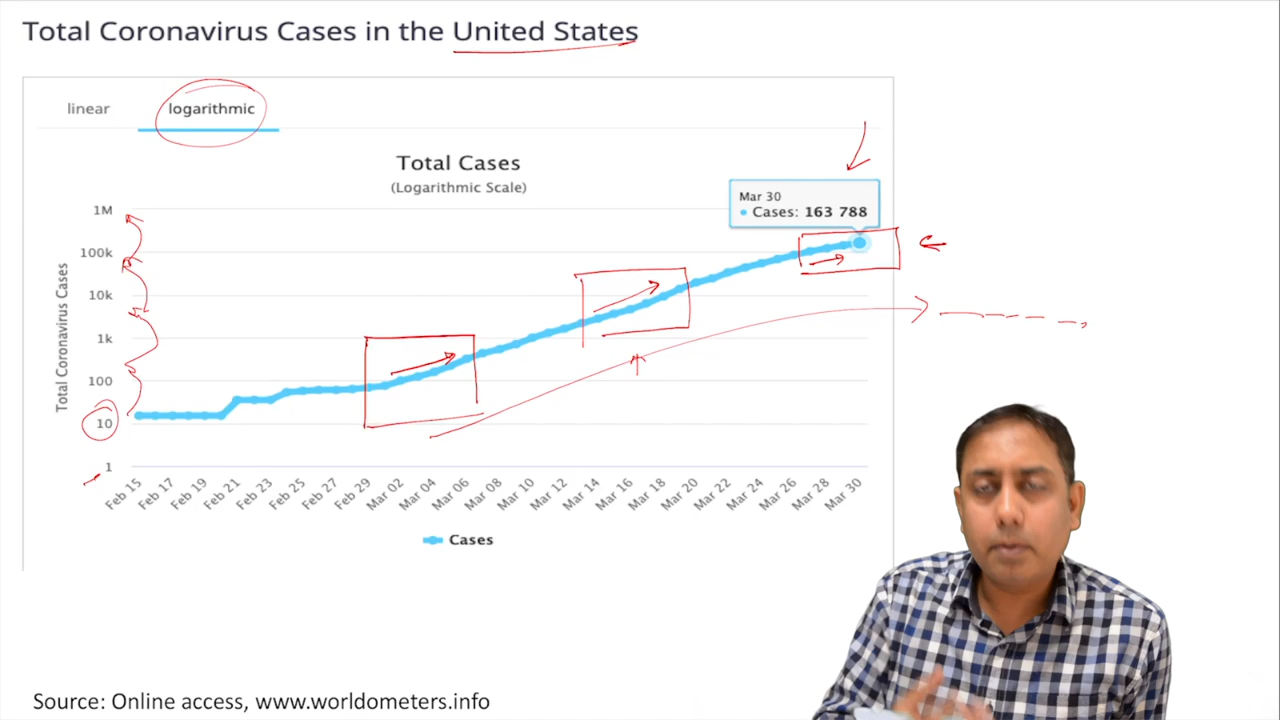 Total Coronavirus Cases in the United States
linear logarithmic
Total Cases
(Logarithmic Scale)
Mar 30
Cases: 163 788
Total Coronavirus Cases
1M
100k
10k
1k
100
10
1
Feb 15 Feb 17 Feb 19 Feb 21 Feb 23 Feb 25 Feb 27 Feb 29 Mar 02 Mar 04 Mar 06 Mar 08 Mar 10 Mar 12 Mar 14 Mar 16 Mar 18 Mar 20 Mar 22 Mar 24 Mar 26 Mar 28 Mar 30
Cases
Source: Online access, www.worldometers.info